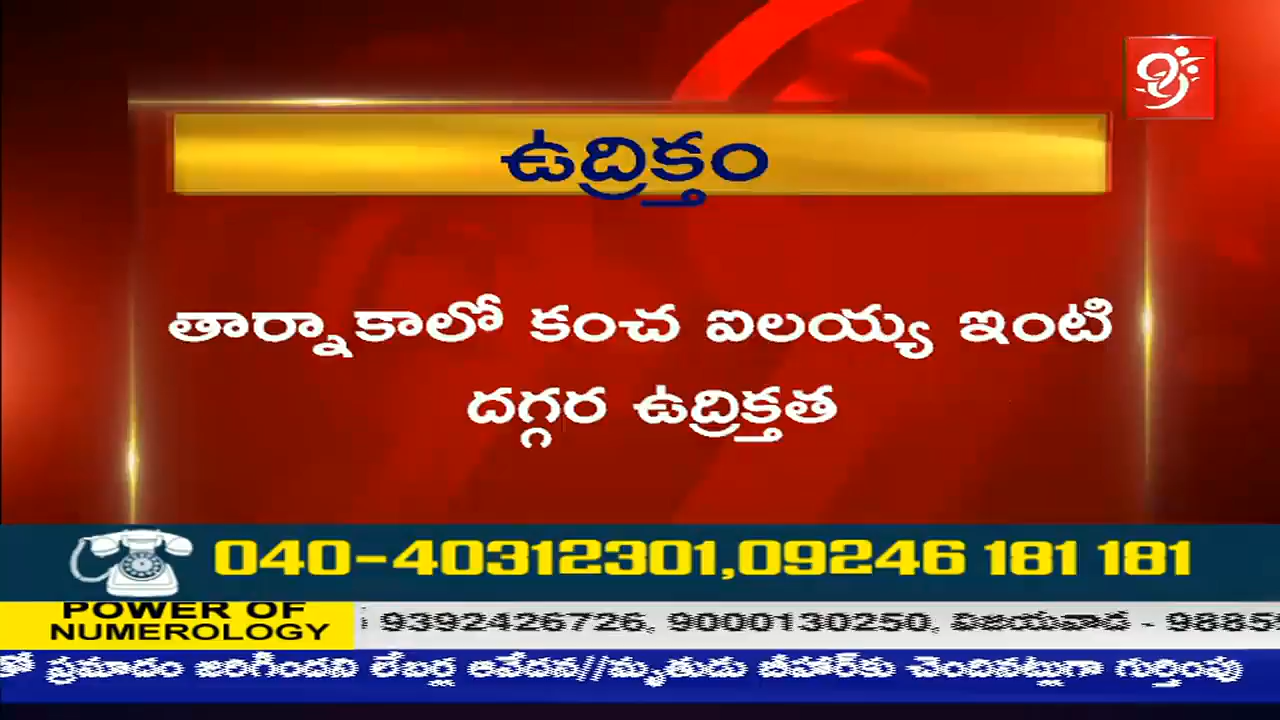 ఉద్రిక్తం
తార్నాకాలో కంచ ఐలయ్య ఇంటి
దగ్గర ఉద్రిక్తత
040-40312301,09246 181 181
POWER OF
NUMEROLOGY
: 9392426726, 9000130250, విజయవాడ - 9885
ప్రమాదం జరిగిందని లేబర్ల ఆవేదన//మృతుడు బీహార్‌కు చెందినట్లుగా గుర్తింపు